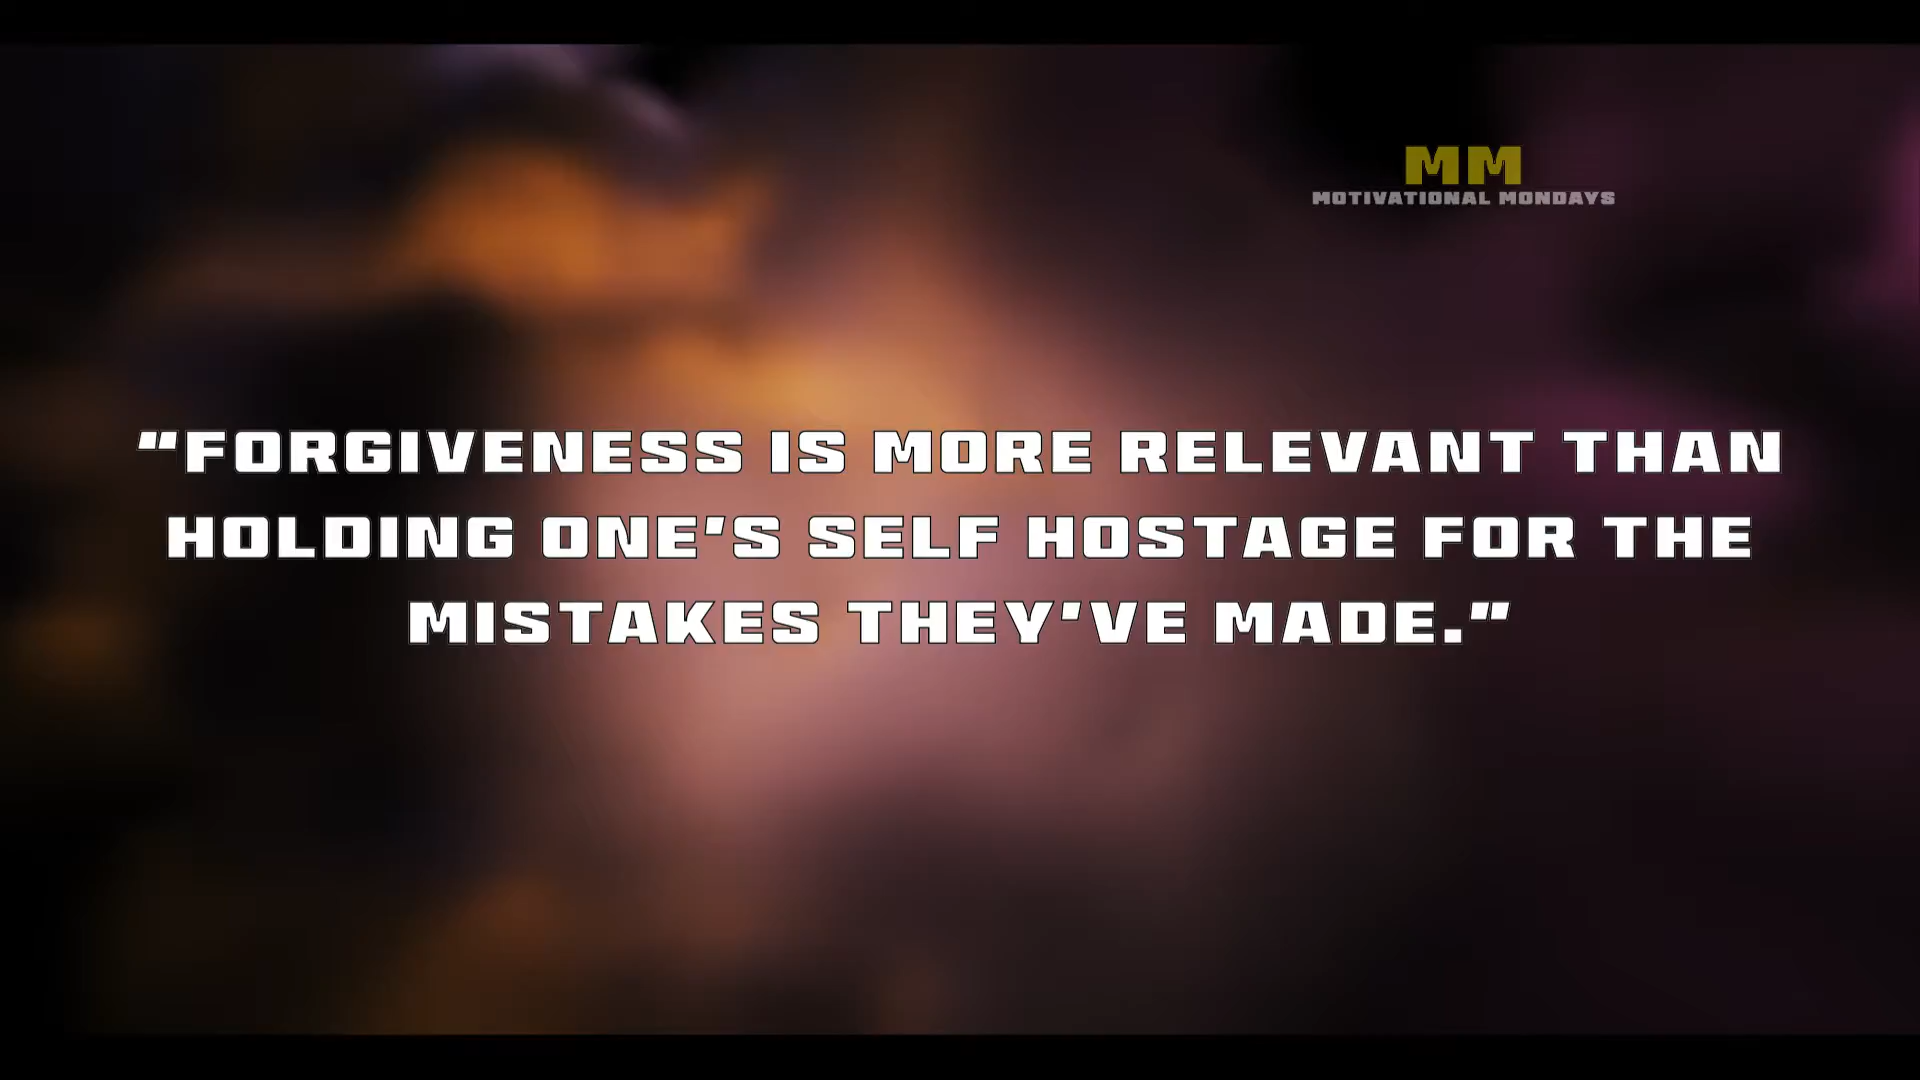 MM
MOTIVATIONAL MONDAYS
"FORGIVENESS IS MORE RELEVANT THAN
HOLDING ONE'S SELF HOSTAGE FOR THE
MISTAKES THEY'VE MADE."